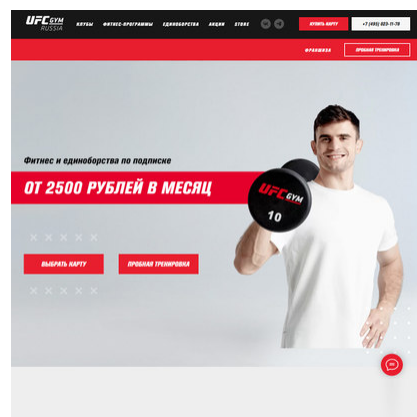 UFC GYM
RUSSIA
КЛУБЫ
ФИТНЕС-ПРОГРАММЫ
ЕДИНОБОРСТВА
АКЦИИ
STORE
КУПИТЬ КАРТУ
+7 (495) 023-11-79
ФРАНШИЗА
ПРОБНАЯ ТРЕНИРОВКА
Фитнес и единоборства по подписке
ОТ 2500 РУБЛЕЙ В МЕСЯЦ
UFC GYM
10
ВЫБРАТЬ КАРТУ
ПРОБНАЯ ТРЕНИРОВКА